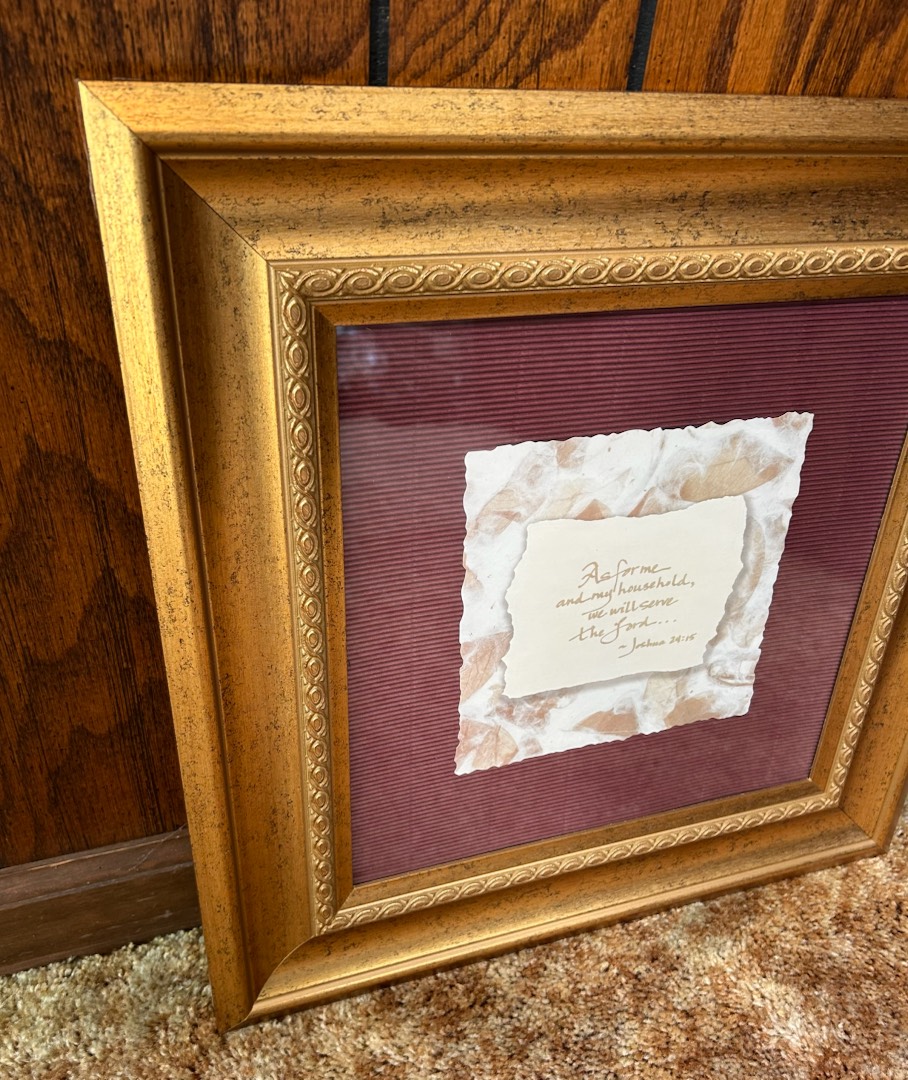 As for me
and my household,
we will serve
the Lord...
~ Joshua 24:15